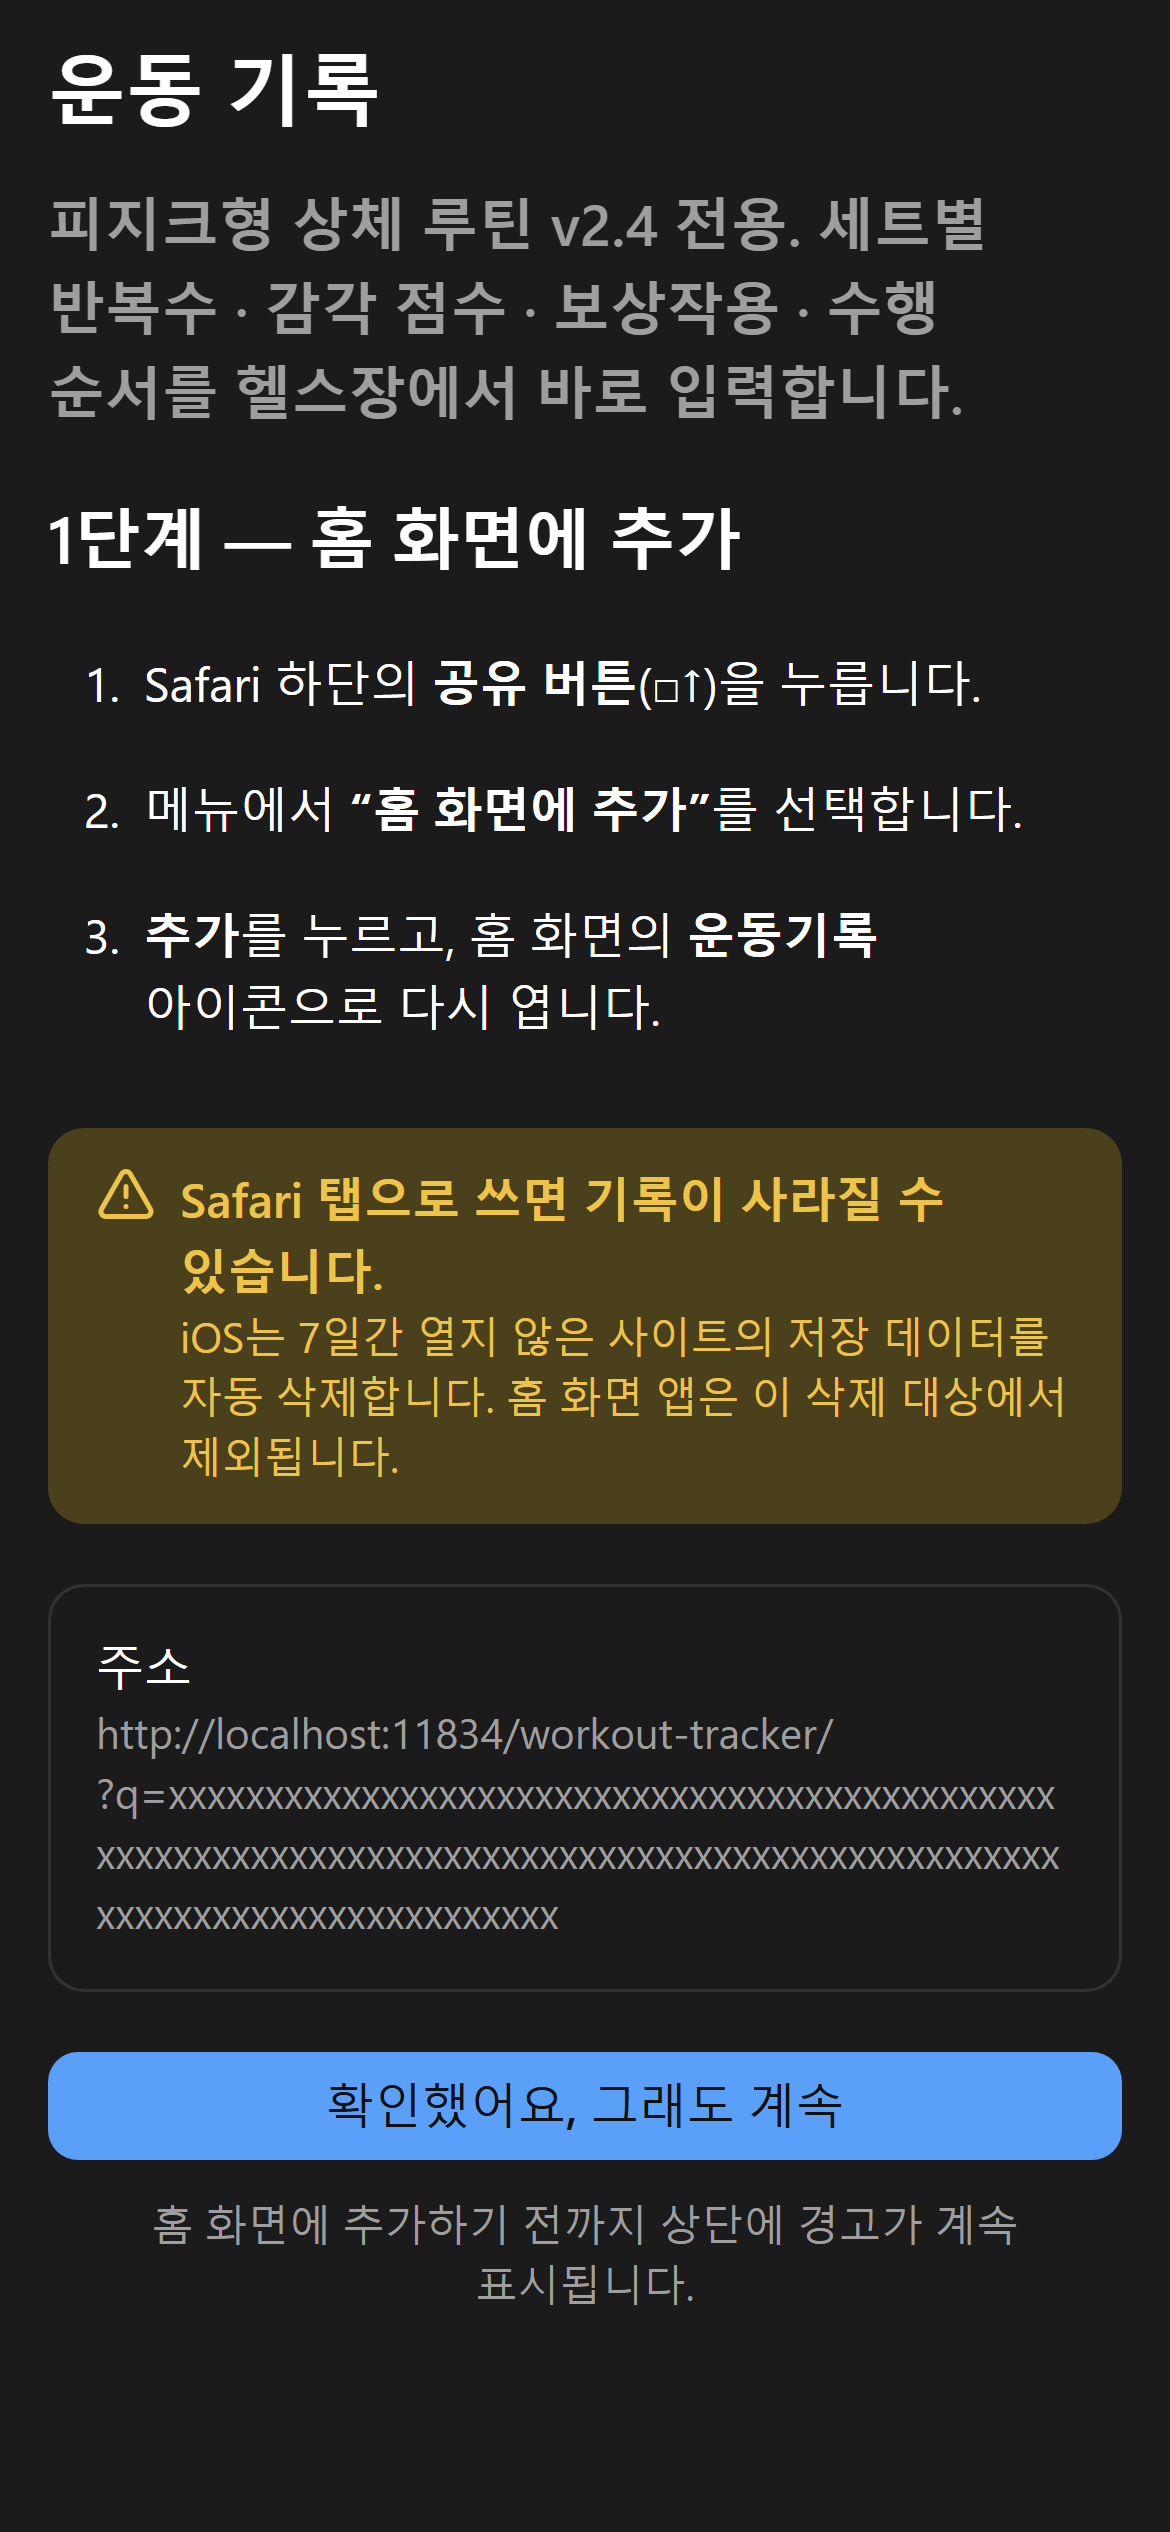 운동 기록
피지크형 상체 루틴 v2.4 전용. 세트별
반복수 · 감각 점수 · 보상작용 · 수행
순서를 헬스장에서 바로 입력합니다.
1단계 — 홈 화면에 추가
1. Safari 하단의 공유 버튼(□↑)을 누릅니다.
2. 메뉴에서 “홈 화면에 추가”를 선택합니다.
3. 추가를 누르고, 홈 화면의 운동기록
아이콘으로 다시 엽니다.
Safari 탭으로 쓰면 기록이 사라질 수
있습니다.
iOS는 7일간 열지 않은 사이트의 저장 데이터를
자동 삭제합니다. 홈 화면 앱은 이 삭제 대상에서
제외됩니다.
주소
http://localhost:11834/workout-tracker/
?q=xxxxxxxxxxxxxxxxxxxxxxxxxxxxxxxxxxxxxxxxxxxxxx
xxxxxxxxxxxxxxxxxxxxxxxxxxxxxxxxxxxxxxxxxxxxxxxxxx
xxxxxxxxxxxxxxxxxxxxxxxx
확인했어요, 그래도 계속
홈 화면에 추가하기 전까지 상단에 경고가 계속
표시됩니다.